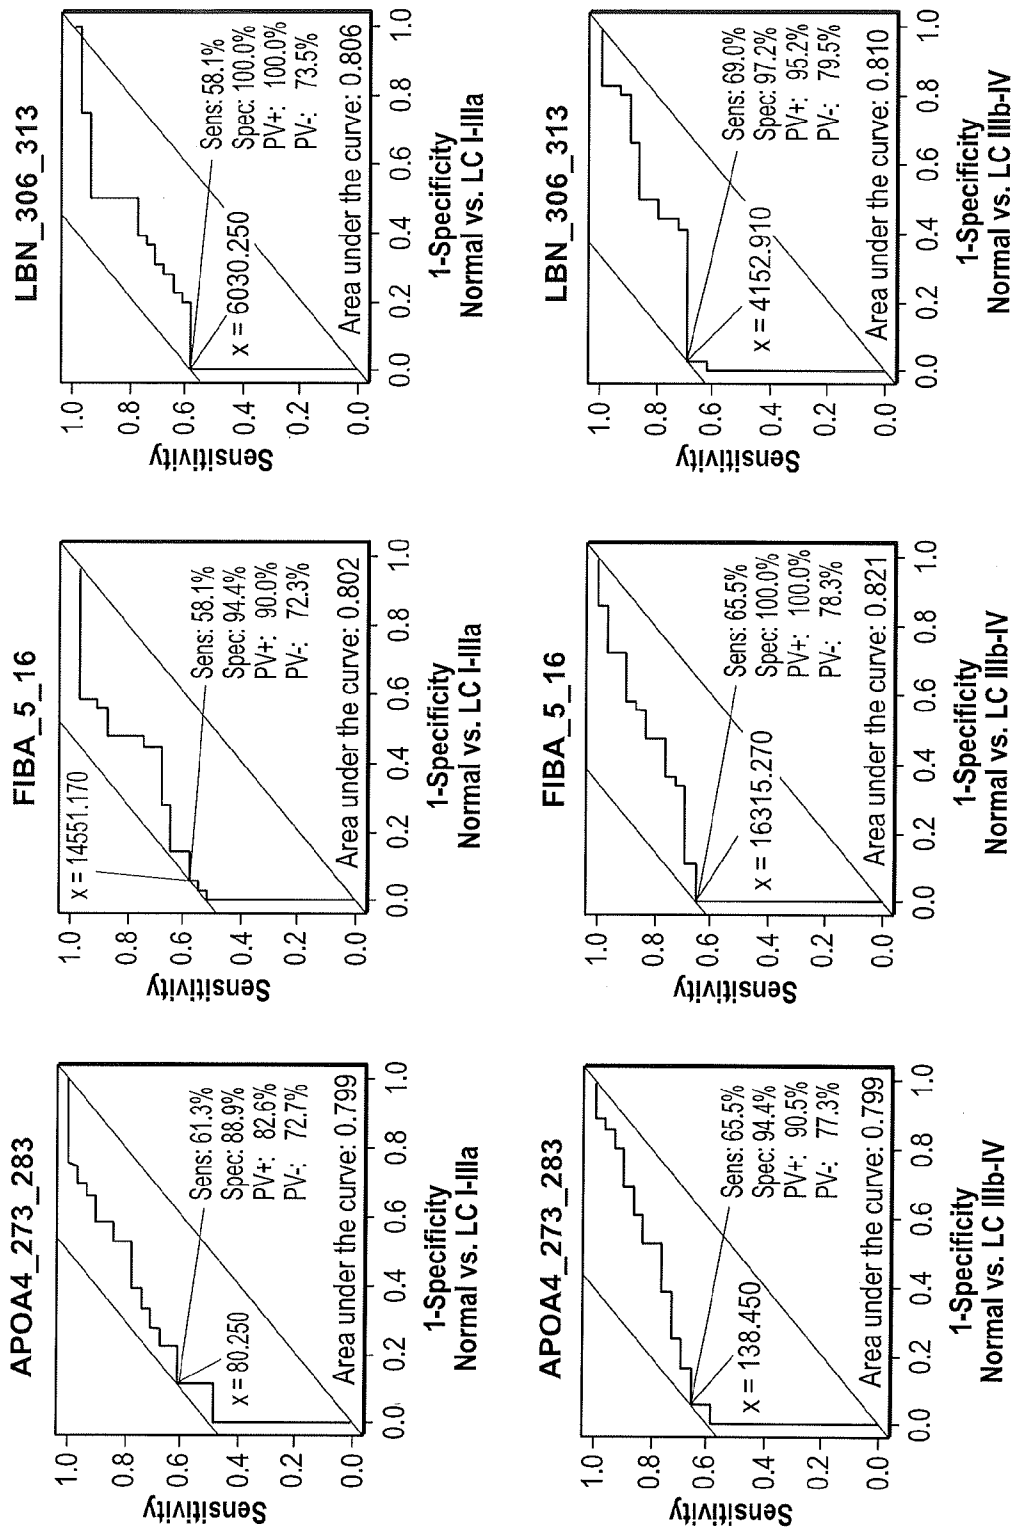 APOA4_273_283
Sensitivity
1.0
0.8
0.6
0.4
0.2
0.0
x = 80.250
Sens: 61.3%
Spec: 88.9%
PV+: 82.6%
PV-: 72.7%
Area under the curve: 0.799
0.0 0.2 0.4 0.6 0.8 1.0
1-Specificity
Normal vs. LC I-IIIa
FIBA_5_16
Sensitivity
1.0
0.8
0.6
0.4
0.2
0.0
x = 14551.170
Sens: 58.1%
Spec: 94.4%
PV+: 90.0%
PV-: 72.3%
Area under the curve: 0.802
0.0 0.2 0.4 0.6 0.8 1.0
1-Specificity
Normal vs. LC I-IIIa
LBN_306_313
Sensitivity
1.0
0.8
0.6
0.4
0.2
0.0
x = 6030.250
Sens: 58.1%
Spec: 100.0%
PV+: 100.0%
PV-: 73.5%
Area under the curve: 0.806
0.0 0.2 0.4 0.6 0.8 1.0
1-Specificity
Normal vs. LC I-IIIa
APOA4_273_283
Sensitivity
1.0
0.8
0.6
0.4
0.2
0.0
x = 138.450
Sens: 65.5%
Spec: 94.4%
PV+: 90.5%
PV-: 77.3%
Area under the curve: 0.799
0.0 0.2 0.4 0.6 0.8 1.0
1-Specificity
Normal vs. LC IIIb-IV
FIBA_5_16
Sensitivity
1.0
0.8
0.6
0.4
0.2
0.0
x = 16315.270
Sens: 65.5%
Spec: 100.0%
PV+: 100.0%
PV-: 78.3%
Area under the curve: 0.821
0.0 0.2 0.4 0.6 0.8 1.0
1-Specificity
Normal vs. LC IIIb-IV
LBN_306_313
Sensitivity
1.0
0.8
0.6
0.4
0.2
0.0
x = 4152.910
Sens: 69.0%
Spec: 97.2%
PV+: 95.2%
PV-: 79.5%
Area under the curve: 0.810
0.0 0.2 0.4 0.6 0.8 1.0
1-Specificity
Normal vs. LC IIIb-IV